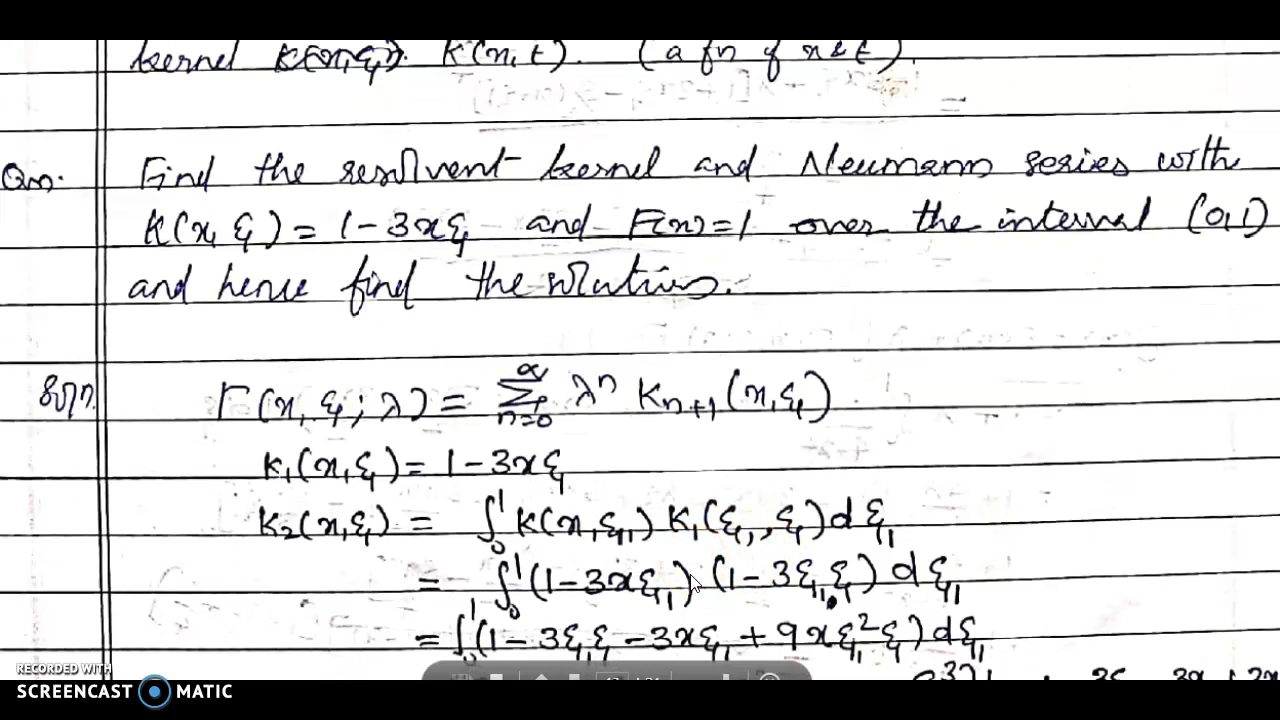 kernel K(x,ξ). K(x,t). (a fn of x & t).
Qn. Find the resolvent kernel and Neumann series with
K(x, ξ) = 1 - 3xξ and F(x)=1 over the interval (0,1)
and hence find the solution.
Soln. Γ(x, ξ; λ) = ∑_{n=0}^{∞} λⁿ K_{n+1}(x,ξ)
K₁(x,ξ) = 1 - 3xξ
K₂(x,ξ) = ∫₀¹ K(x,ξ₁) K₁(ξ₁, ξ) dξ₁
= ∫₀¹ (1 - 3xξ₁) (1 - 3ξ₁ξ) dξ₁
= ∫₀¹ (1 - 3ξ₁ξ - 3xξ₁ + 9xξ₁²ξ) dξ₁
RECORDED WITH
SCREENCAST MATIC